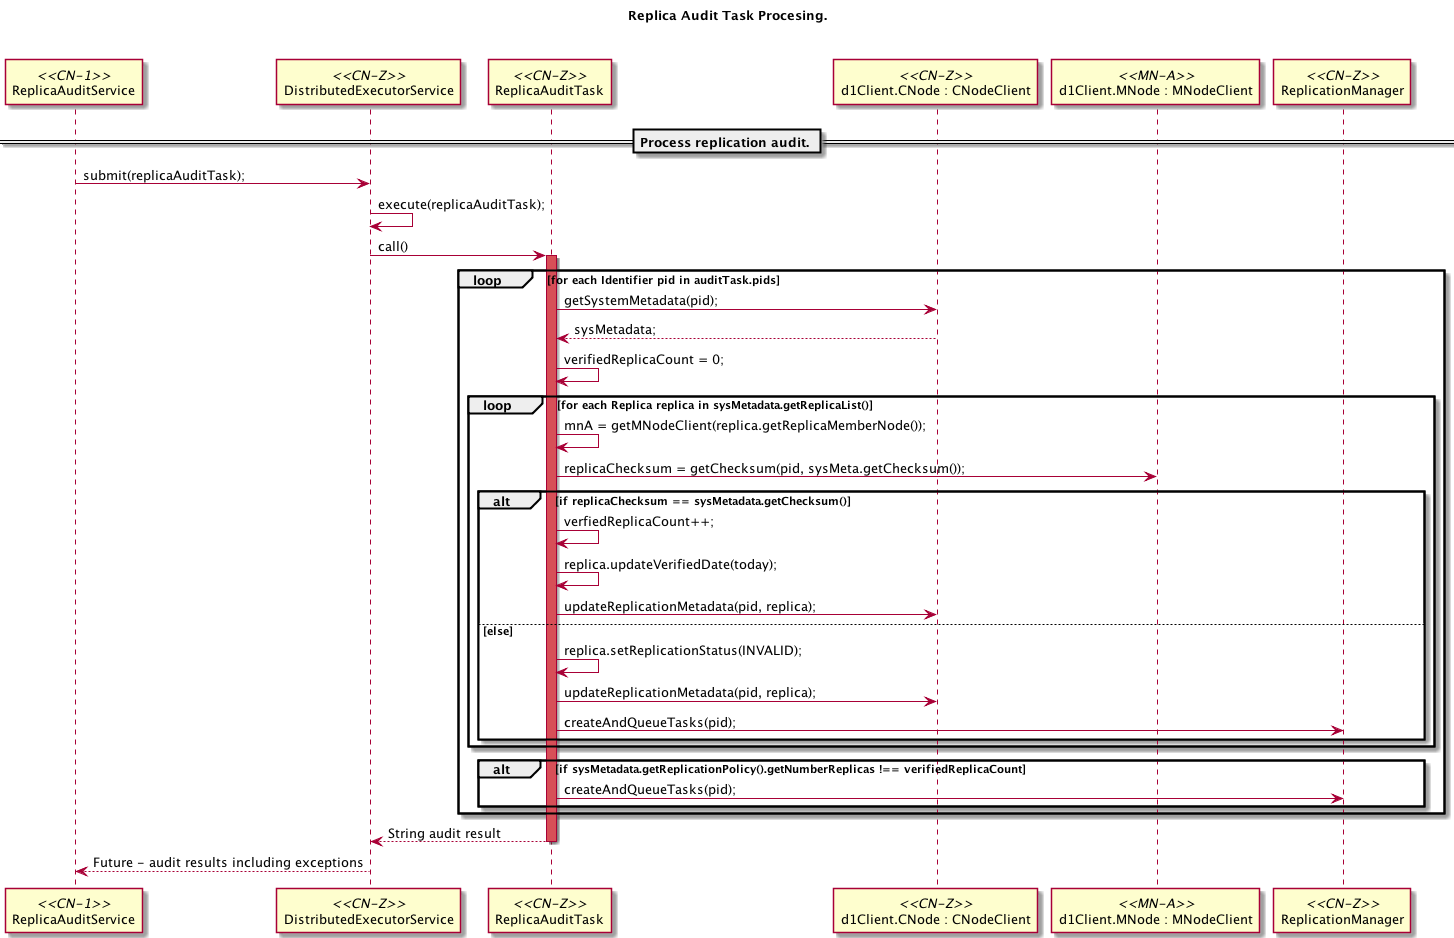 Replica Audit Task Procesing.
<<CN-1>>
ReplicaAuditService
<<CN-Z>>
DistributedExecutorService
<<CN-Z>>
ReplicaAuditTask
<<CN-Z>>
d1Client.CNode : CNodeClient
<<MN-A>>
d1Client.MNode : MNodeClient
<<CN-Z>>
ReplicationManager
Process replication audit.
submit(replicaAuditTask);
execute(replicaAuditTask);
call()
loop [for each Identifier pid in auditTask.pids]
getSystemMetadata(pid);
sysMetadata;
verifiedReplicaCount = 0;
loop [for each Replica replica in sysMetadata.getReplicaList()]
mnA = getMNodeClient(replica.getReplicaMemberNode());
replicaChecksum = getChecksum(pid, sysMeta.getChecksum());
alt [if replicaChecksum == sysMetadata.getChecksum()]
verfiedReplicaCount++;
replica.updateVerifiedDate(today);
updateReplicationMetadata(pid, replica);
[else]
replica.setReplicationStatus(INVALID);
updateReplicationMetadata(pid, replica);
createAndQueueTasks(pid);
alt [if sysMetadata.getReplicationPolicy().getNumberReplicas !== verifiedReplicaCount]
createAndQueueTasks(pid);
String audit result
Future - audit results including exceptions
<<CN-1>>
ReplicaAuditService
<<CN-Z>>
DistributedExecutorService
<<CN-Z>>
ReplicaAuditTask
<<CN-Z>>
d1Client.CNode : CNodeClient
<<MN-A>>
d1Client.MNode : MNodeClient
<<CN-Z>>
ReplicationManager